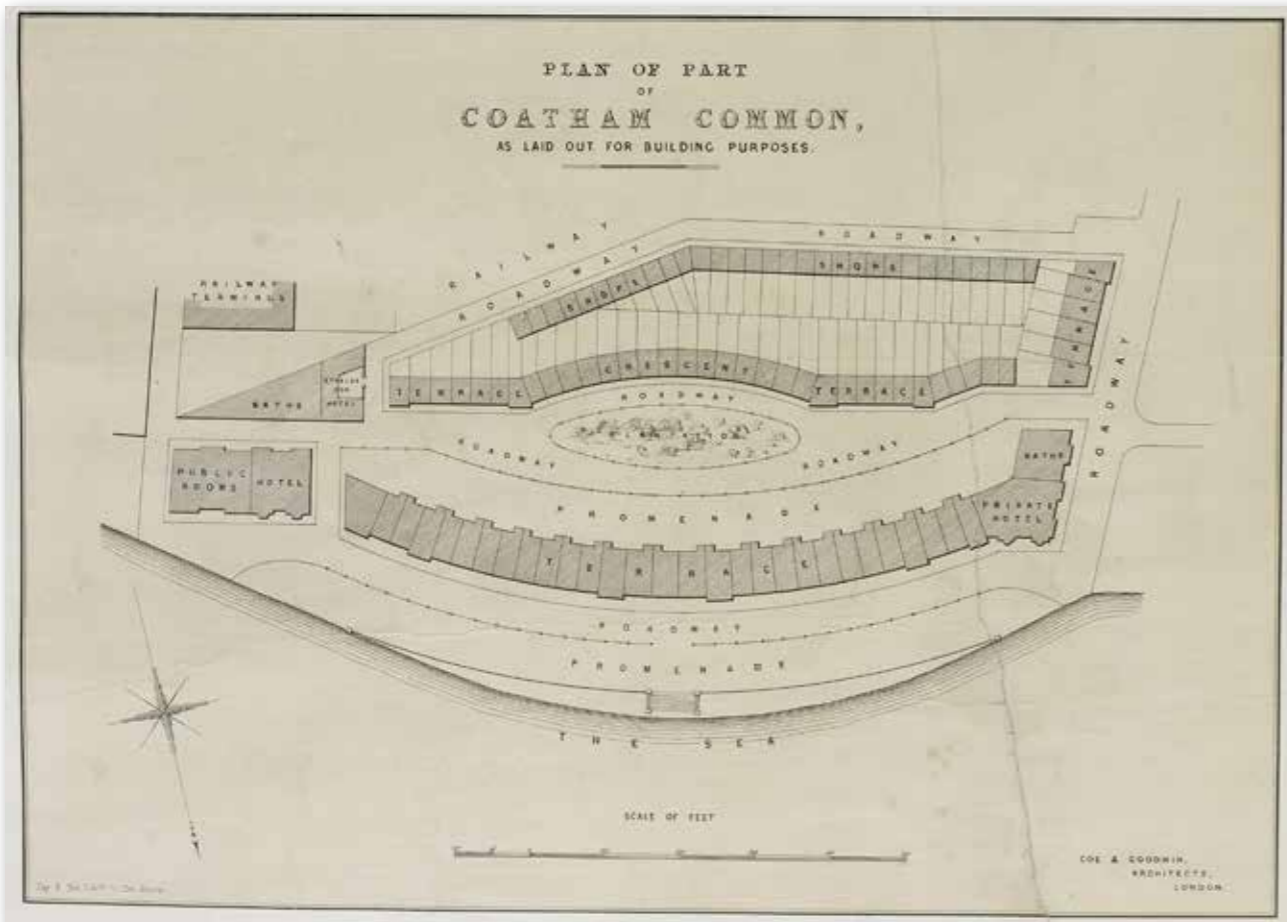 PLAN OF PART
OF
COATHAM COMMON,
AS LAID OUT FOR BUILDING PURPOSES.
RAILWAY
ROADWAY
ROADWAY
RAILWAY
TERMINUS
SHOPS
SHOPS
TERRACE
ROADWAY
BATHS
HOTEL
TERRACE
CRESCENT
TERRACE
ROADWAY
PLANTATION
ROADWAY
ROADWAY
PUBLIC
ROOMS
HOTEL
PROMENADE
BATHS
PRIVATE
HOTEL
TERRACE
ROADWAY
PROMENADE
THE SEA
SCALE OF FEET
COE & GOODWIN,
ARCHITECTS,
LONDON.